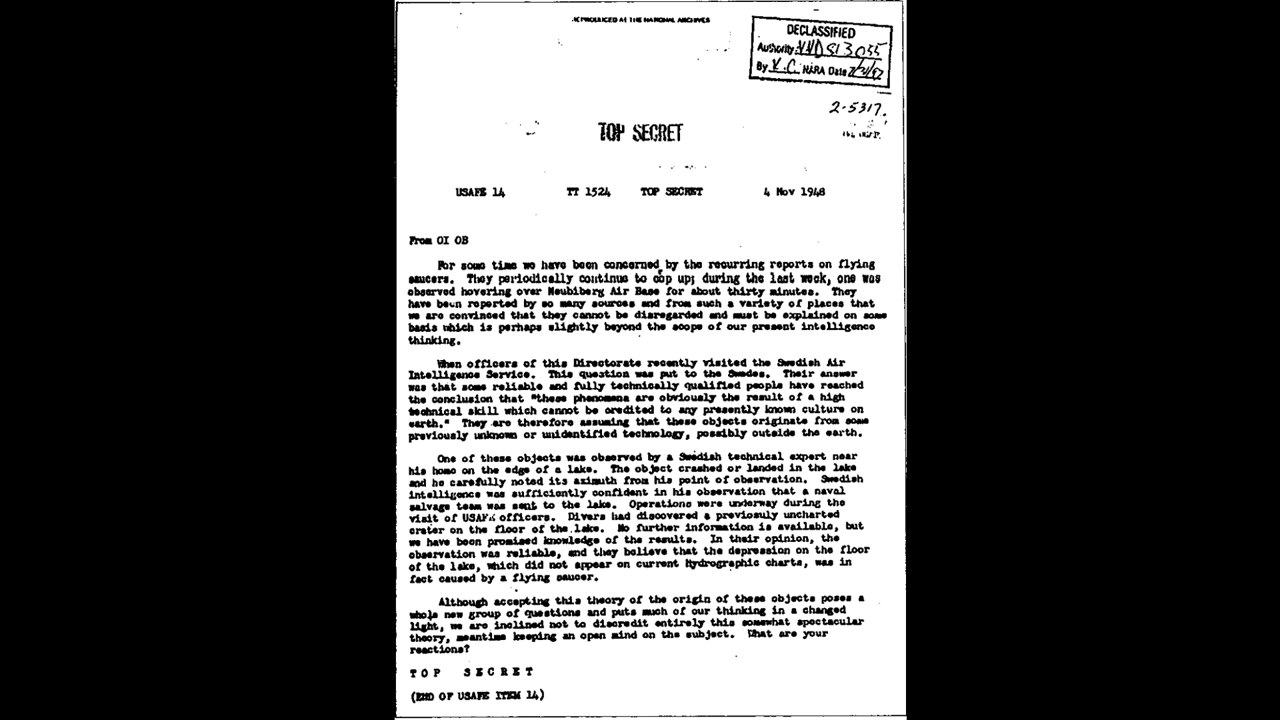 REPRODUCED AT THE NATIONAL ARCHIVES
DECLASSIFIED
Authority NND 813055
By V.C. NARA Date
2-5317.
TOP SECRET
USAFE 14 TT 1524 TOP SECRET 4 Nov 1948
From OI OB
For some time we have been concerned by the recurring reports on flying
saucers. They periodically continue to cop up; during the last week, one was
observed hovering over Neubiberg Air Base for about thirty minutes. They
have been reported by so many sources and from such a variety of places that
we are convinced that they cannot be disregarded and must be explained on some
basis which is perhaps slightly beyond the scope of our present intelligence
thinking.
When officers of this Directorate recently visited the Swedish Air
Intelligence Service. This question was put to the Swedes. Their answer
was that some reliable and fully technically qualified people have reached
the conclusion that "these phenomena are obviously the result of a high
technical skill which cannot be credited to any presently known culture on
earth." They are therefore assuming that these objects originate from some
previously unknown or unidentified technology, possibly outside the earth.
One of these objects was observed by a Swedish technical expert near
his home on the edge of a lake. The object crashed or landed in the lake
and he carefully noted its azimuth from his point of observation. Swedish
intelligence was sufficiently confident in his observation that a naval
salvage team was sent to the lake. Operations were underway during the
visit of USAFE officers. Divers had discovered a previosuly uncharted
crater on the floor of the lake. No further information is available, but
we have been promised knowledge of the results. In their opinion, the
observation was reliable, and they believe that the depression on the floor
of the lake, which did not appear on current Hydrographic charts, was in
fact caused by a flying saucer.
Although accepting this theory of the origin of these objects poses a
whole new group of questions and puts much of our thinking in a changed
light, we are inclined not to discredit entirely this somewhat spectacular
theory, meantime keeping an open mind on the subject. What are your
reactions?
TOP SECRET
(END OF USAFE ITEM 14)